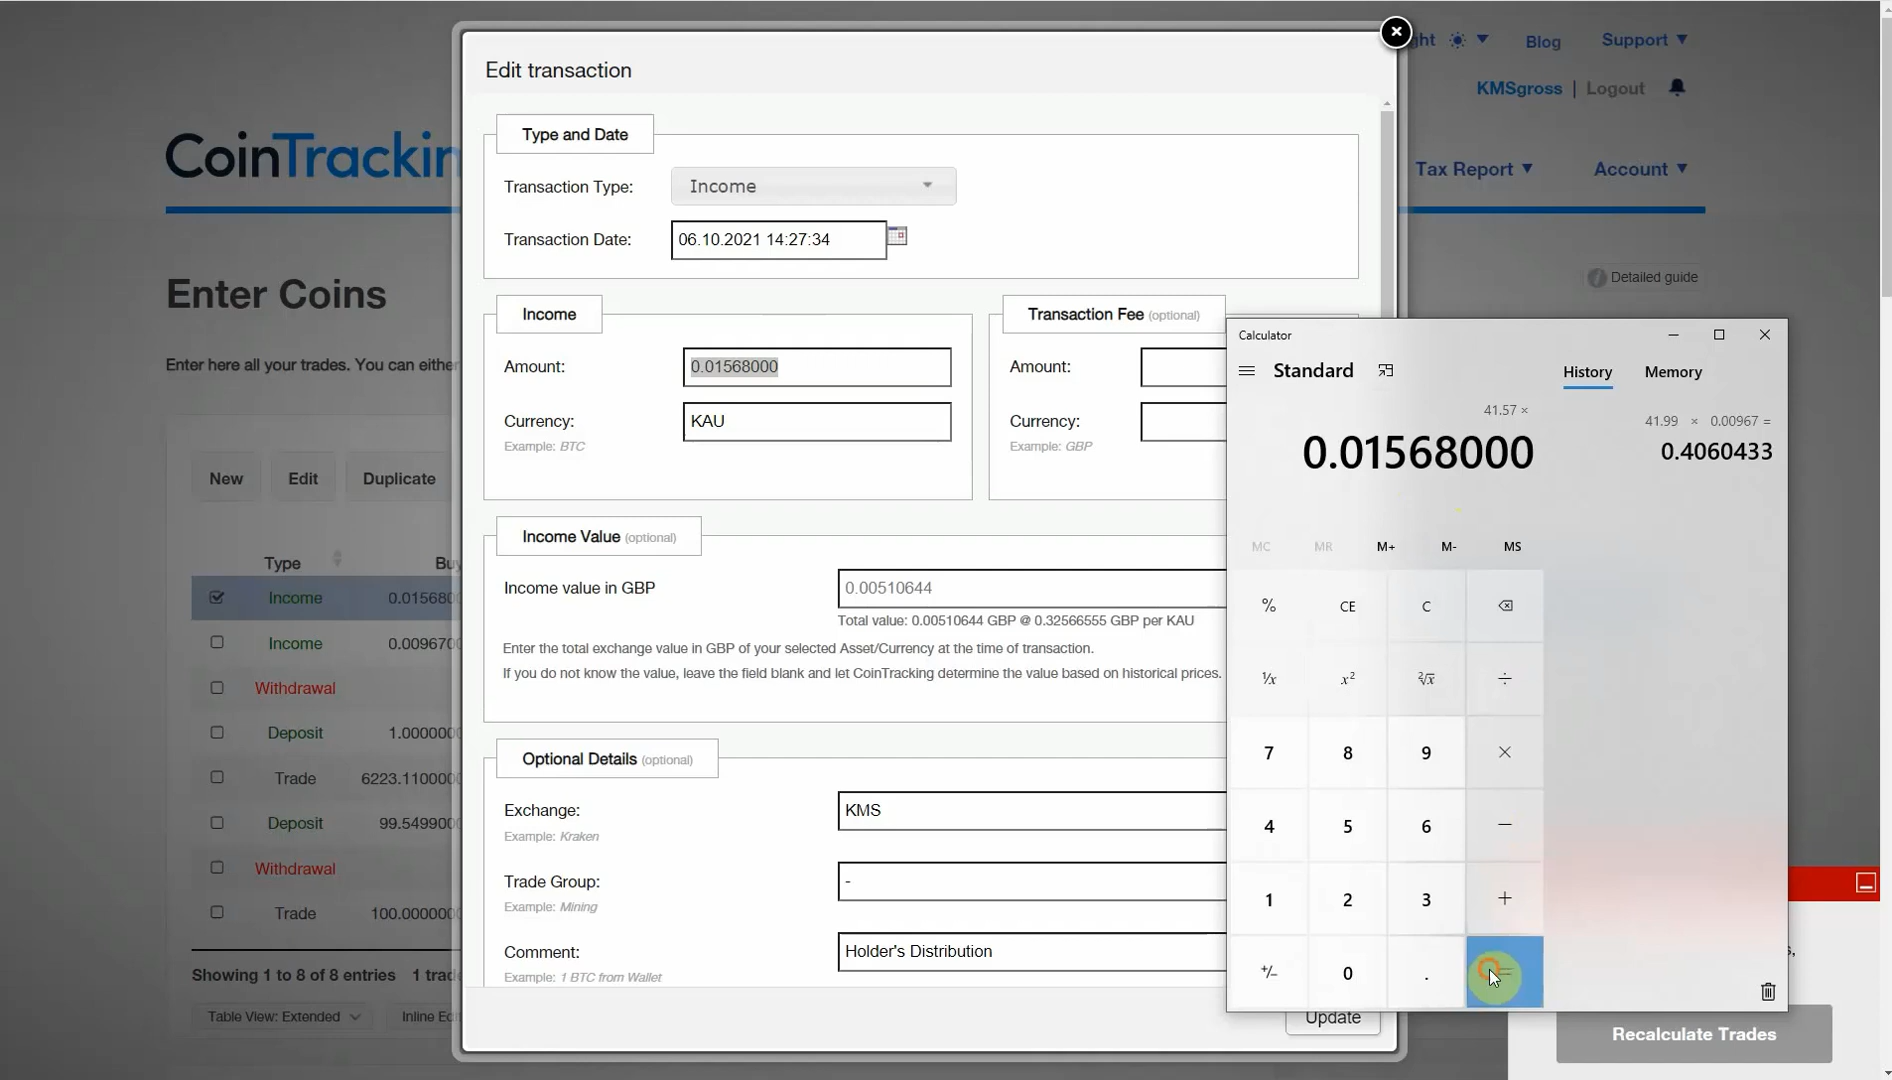 Edit transaction
ght
Blog
Support
KMSgross | Logout
CoinTrackin
Tax Report
Account
Enter Coins
Detailed guide
Enter here all your trades. You can either
New
Edit
Duplicate
Type
Buy
Income 0.015680
Income 0.009670
Withdrawal
Deposit 1.0000000
Trade 6223.1100000
Deposit 99.549900
Withdrawal
Trade 100.0000000
Showing 1 to 8 of 8 entries 1 trad
Table View: Extended
Inline Ed
Type and Date
Transaction Type: Income
Transaction Date: 06.10.2021 14:27:34
Income
Amount: 0.01568000
Currency: KAU
Example: BTC
Transaction Fee (optional)
Amount:
Currency:
Example: GBP
Income Value (optional)
Income value in GBP 0.00510644
Total value: 0.00510644 GBP @ 0.32566555 GBP per KAU
Enter the total exchange value in GBP of your selected Asset/Currency at the time of transaction.
If you do not know the value, leave the field blank and let CoinTracking determine the value based on historical prices.
Optional Details (optional)
Exchange: KMS
Example: Kraken
Trade Group: -
Example: Mining
Comment: Holder's Distribution
Example: 1 BTC from Wallet
Update
Calculator
Standard
History
Memory
41.57 ×
0.01568000
41.99 × 0.00967 =
0.4060433
MC MR M+ M- MS
% CE C
¹/x x² ²√x ÷
7 8 9 ×
4 5 6 −
1 2 3 +
+/− 0 . =
Recalculate Trades